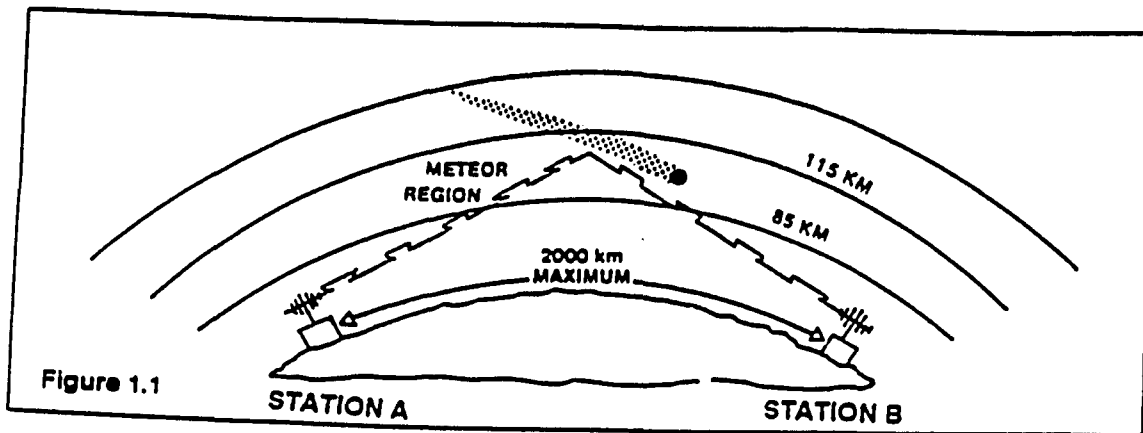 METEOR
REGION
115 KM
85 KM
2000 km
MAXIMUM
Figure 1.1
STATION A
STATION B